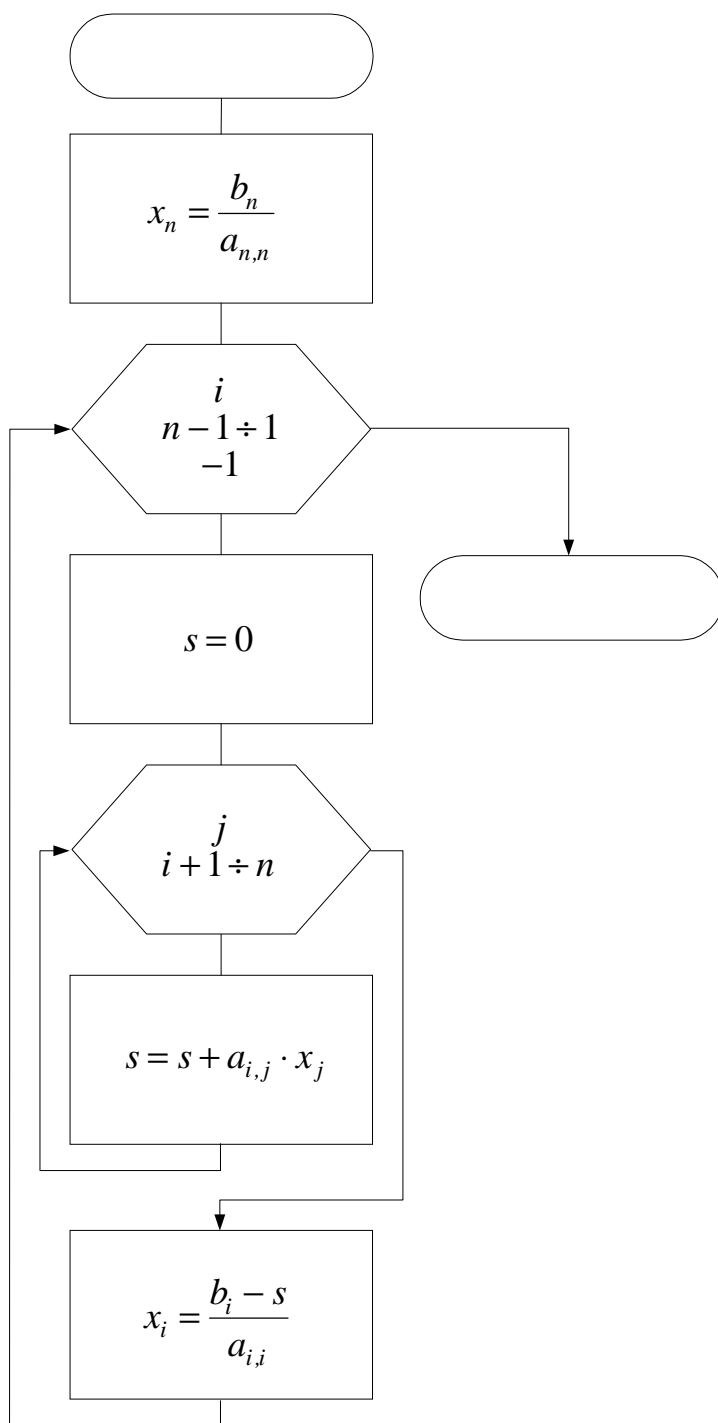 x_n = b_n / a_{n,n}
i
n − 1 ÷ 1
−1
s = 0
j
i + 1 ÷ n
s = s + a_{i,j} · x_j
x_i = (b_i − s) / a_{i,i}